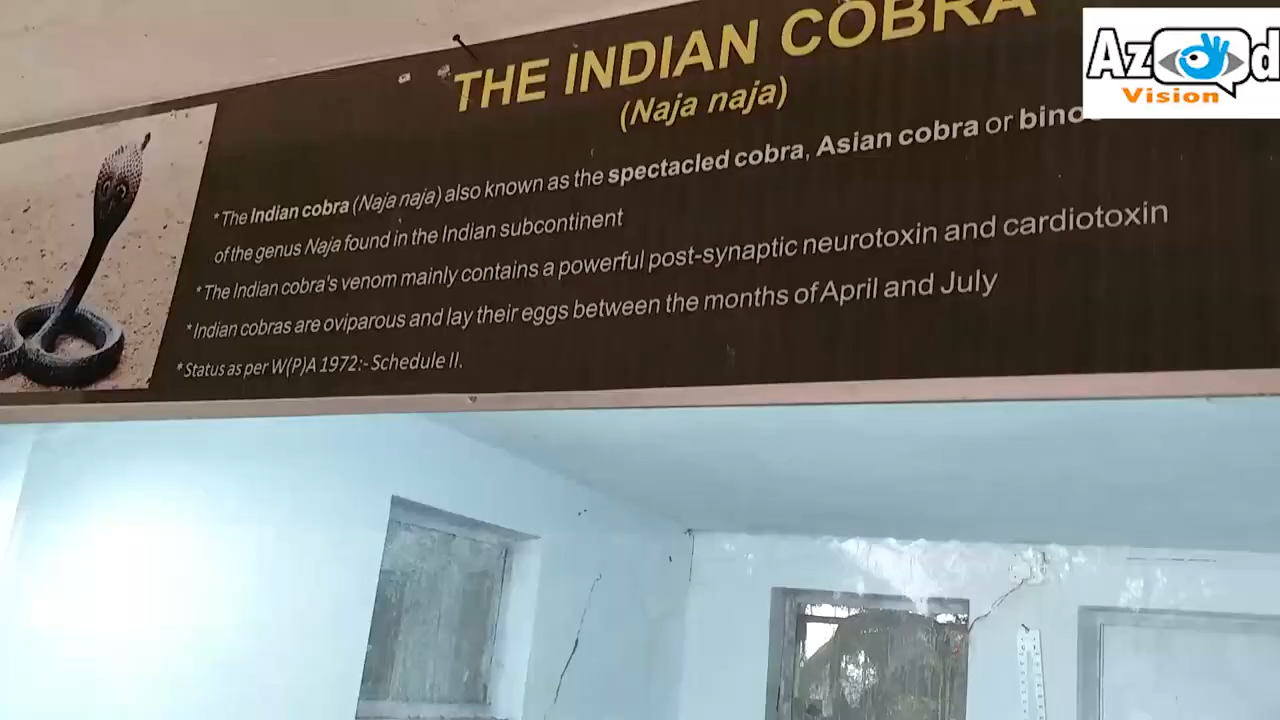 THE INDIAN COBRA
(Naja naja)
*The Indian cobra (Naja naja) also known as the spectacled cobra, Asian cobra or
of the genus Naja found in the Indian subcontinent
*The Indian cobra's venom mainly contains a powerful post-synaptic neurotoxin and cardiotoxin
*Indian cobras are oviparous and lay their eggs between the months of April and July
*Status as per W(P)A 1972:- Schedule II.
Azad
Vision